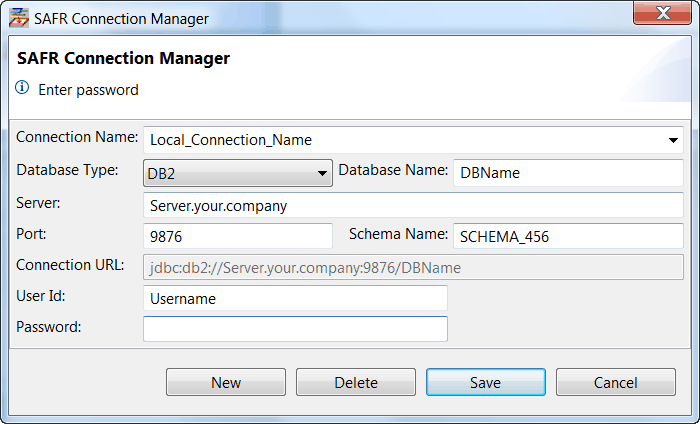 SAFR Connection Manager
SAFR Connection Manager
Enter password
Connection Name: Local_Connection_Name
Database Type: DB2 Database Name: DBName
Server: Server.your.company
Port: 9876 Schema Name: SCHEMA_456
Connection URL: jdbc:db2://Server.your.company:9876/DBName
User Id: Username
Password:
New Delete Save Cancel